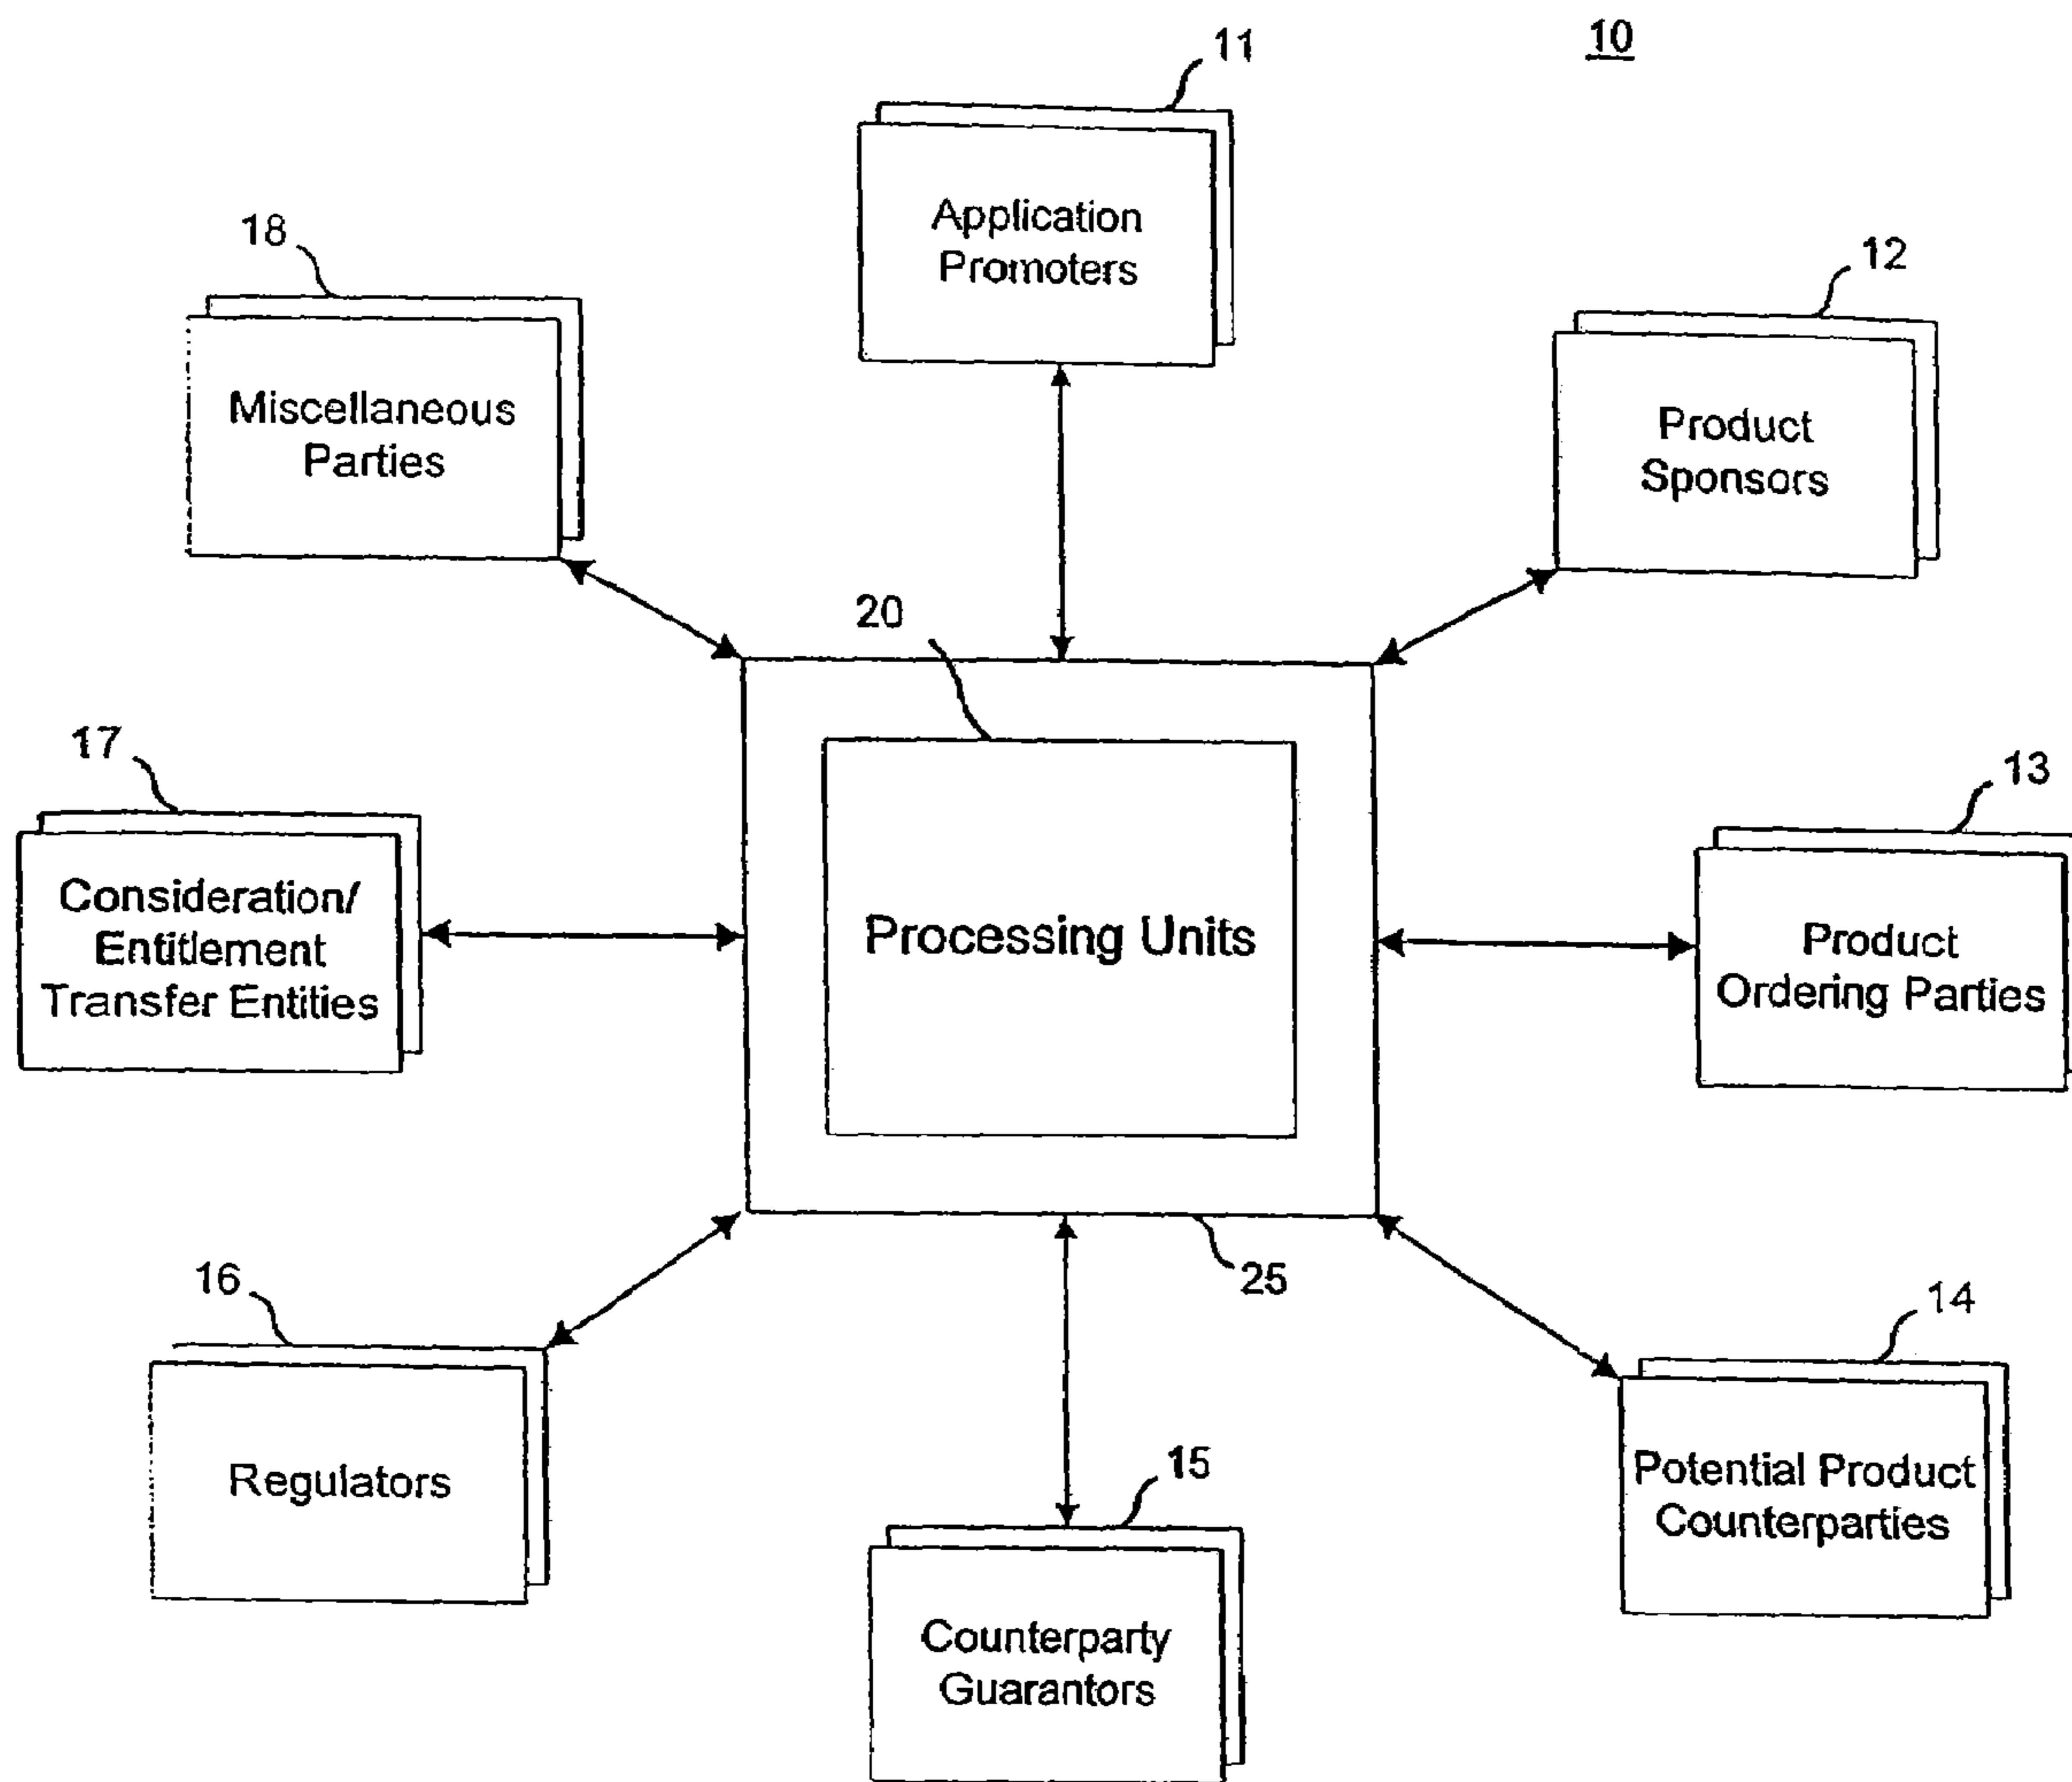 10
11
Application
Promoters
18
Miscellaneous
Parties
12
Product
Sponsors
20
Processing Units
17
Consideration/
Entitlement
Transfer Entities
13
Product
Ordering Parties
25
16
Regulators
14
Potential Product
Counterparties
15
Counterparty
Guarantors